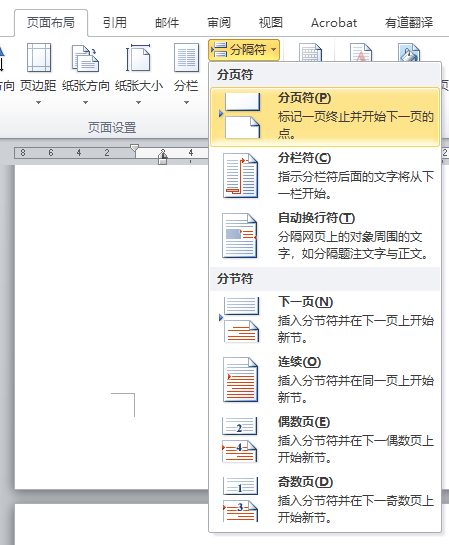 页面布局 引用 邮件 审阅 视图 Acrobat 有道翻译
分隔符
方向 页边距 纸张方向 纸张大小 分栏
页面设置
8 6 4 2 2 4
分页符
分页符(P)
标记一页终止并开始下一页的
点。
分栏符(C)
指示分栏符后面的文字将从下
一栏开始。
自动换行符(T)
分隔网页上的对象周围的文
字，如分隔题注文字与正文。
分节符
下一页(N)
插入分节符并在下一页上开始
新节。
连续(O)
插入分节符并在同一页上开始
新节。
偶数页(E)
插入分节符并在下一偶数页上
开始新节。
2
4
奇数页(D)
插入分节符并在下一奇数页上
开始新节。
1
3